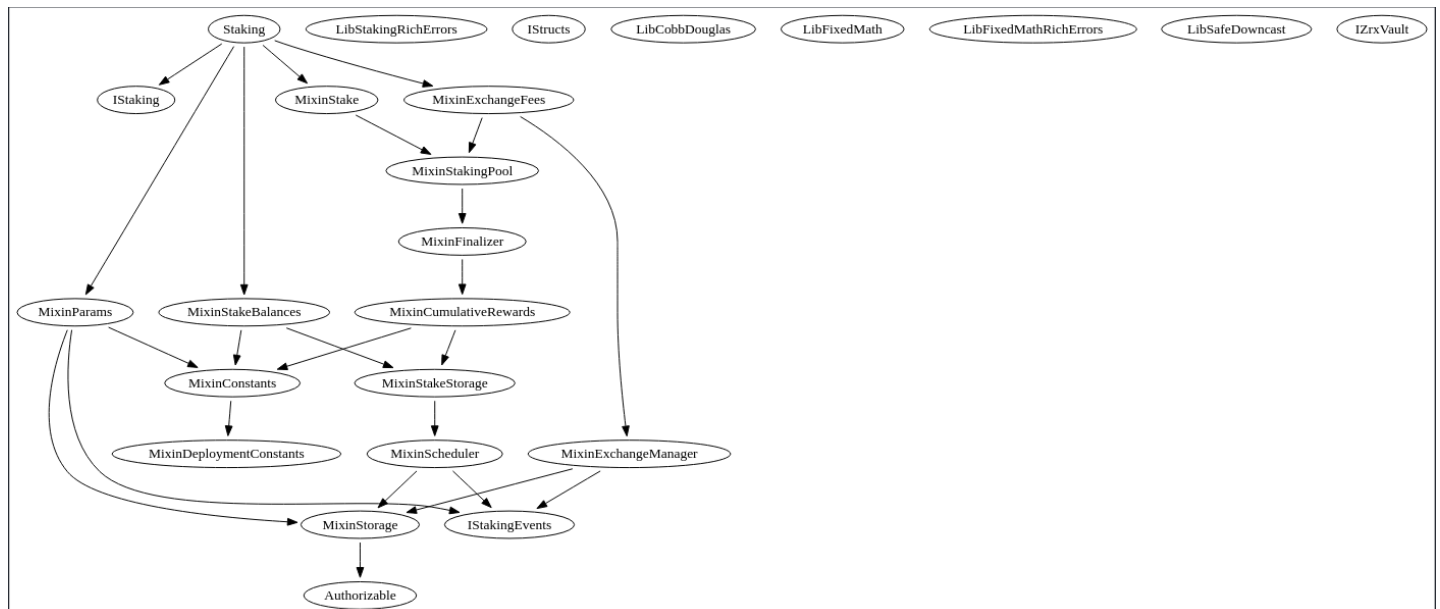 Staking
LibStakingRichErrors
IStructs
LibCobbDouglas
LibFixedMath
LibFixedMathRichErrors
LibSafeDowncast
IZrxVault
IStaking
MixinStake
MixinExchangeFees
MixinStakingPool
MixinFinalizer
MixinParams
MixinStakeBalances
MixinCumulativeRewards
MixinConstants
MixinStakeStorage
MixinDeploymentConstants
MixinScheduler
MixinExchangeManager
MixinStorage
IStakingEvents
Authorizable